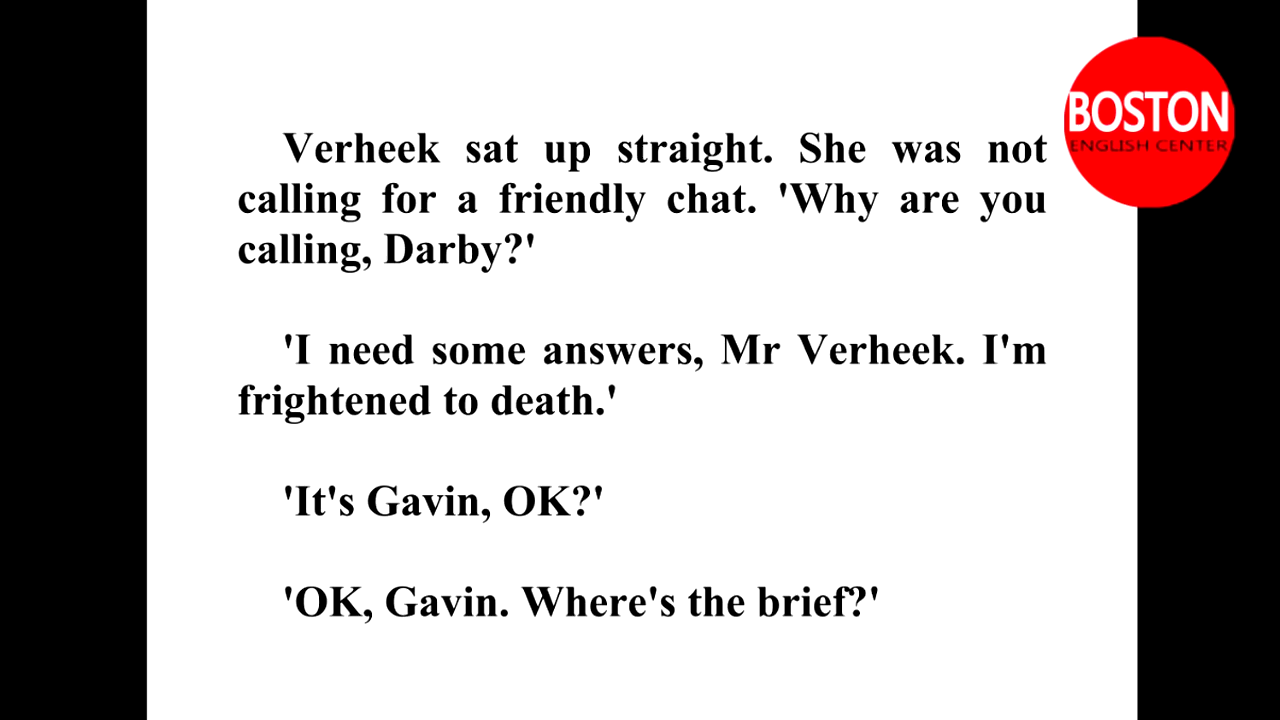 BOSTON
ENGLISH CENTER
Verheek sat up straight. She was not
calling for a friendly chat. 'Why are you
calling, Darby?'
'I need some answers, Mr Verheek. I'm
frightened to death.'
'It's Gavin, OK?'
'OK, Gavin. Where's the brief?'